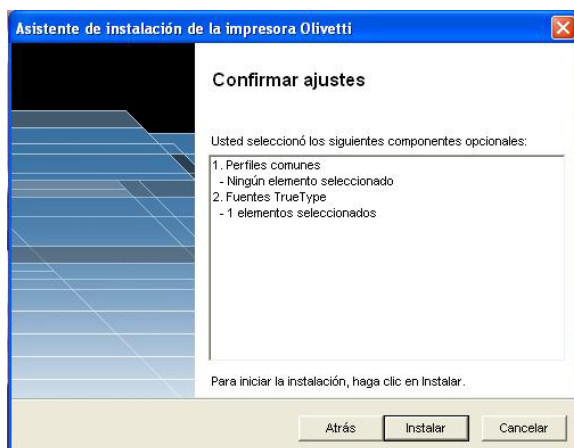 Asistente de instalación de la impresora Olivetti
Confirmar ajustes
Usted seleccionó los siguientes componentes opcionales:
1. Perfiles comunes
- Ningún elemento seleccionado
2. Fuentes TrueType
- 1 elementos seleccionados
Para iniciar la instalación, haga clic en Instalar.
Atrás Instalar Cancelar